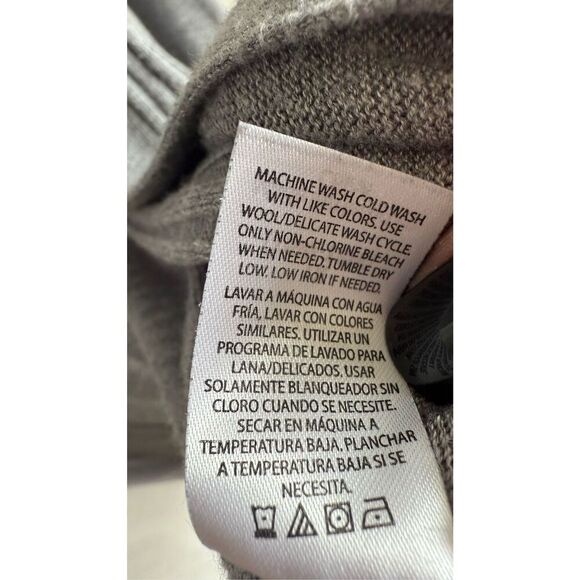 MACHINE WASH COLD WASH
WITH LIKE COLORS. USE
WOOL/DELICATE WASH CYCLE.
ONLY NON-CHLORINE BLEACH
WHEN NEEDED. TUMBLE DRY
LOW. LOW IRON IF NEEDED.
LAVAR A MÁQUINA CON AGUA
FRÍA, LAVAR CON COLORES
SIMILARES. UTILIZAR UN
PROGRAMA DE LAVADO PARA
LANA/DELICADOS. USAR
SOLAMENTE BLANQUEADOR SIN
CLORO CUANDO SE NECESITE.
SECAR EN MÁQUINA A
TEMPERATURA BAJA. PLANCHAR
A TEMPERATURA BAJA SI SE
NECESITA.